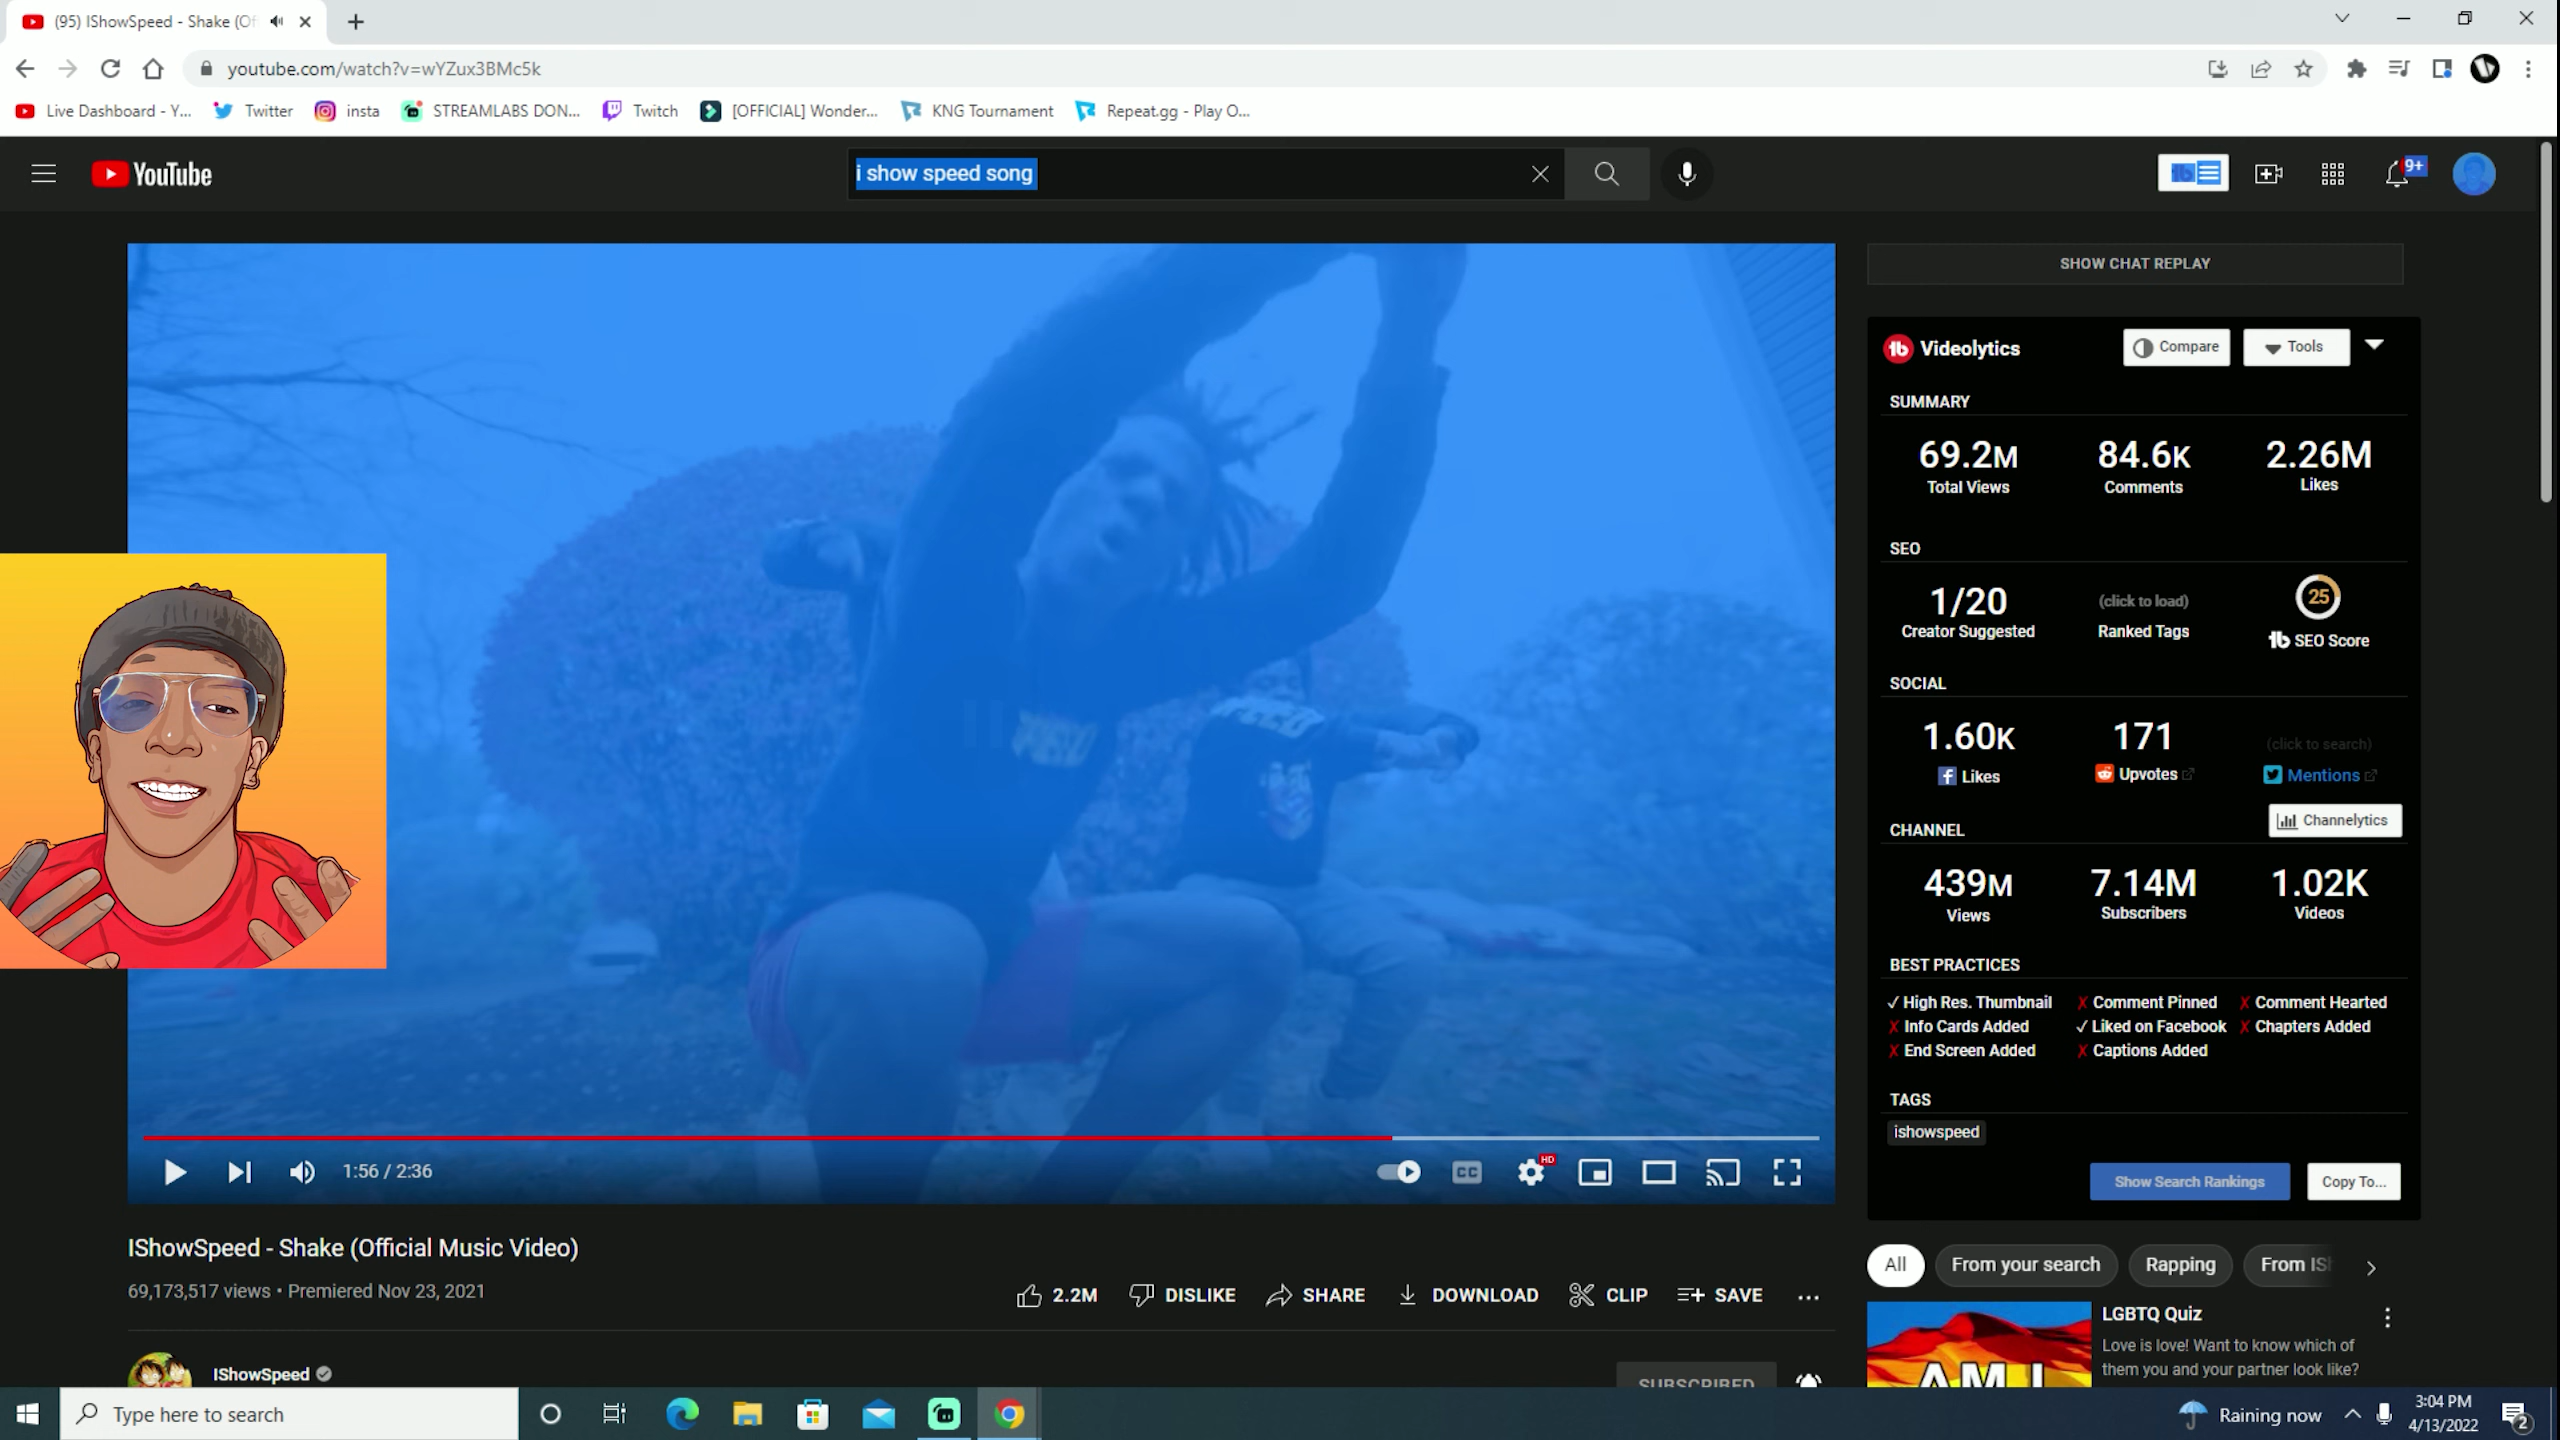 (95) IShowSpeed - Shake (Of
youtube.com/watch?v=wYZux3BMc5k
Live Dashboard - Y...
Twitter
insta
STREAMLABS DON...
Twitch
[OFFICIAL] Wonder...
KNG Tournament
Repeat.gg - Play O...
YouTube
i show speed song
9+
SHOW CHAT REPLAY
Videolytics
Compare
Tools
SUMMARY
69.2M
84.6K
2.26M
Total Views
Comments
Likes
SEO
1/20
(click to load)
25
Creator Suggested
Ranked Tags
SEO Score
SOCIAL
1.60K
171
(click to search)
Likes
Upvotes
Mentions
CHANNEL
Channelytics
439M
7.14M
1.02K
Views
Subscribers
Videos
BEST PRACTICES
✓ High Res. Thumbnail
✗ Comment Pinned
✗ Comment Hearted
✗ Info Cards Added
✓ Liked on Facebook
✗ Chapters Added
✗ End Screen Added
✗ Captions Added
TAGS
ishowspeed
Show Search Rankings
Copy To...
1:56 / 2:36
CC
HD
IShowSpeed - Shake (Official Music Video)
69,173,517 views • Premiered Nov 23, 2021
2.2M
DISLIKE
SHARE
DOWNLOAD
CLIP
SAVE
IShowSpeed
SUBSCRIBED
All
From your search
Rapping
From ISh
LGBTQ Quiz
Love is love! Want to know which of
them you and your partner look like?
AM I
Type here to search
Raining now
3:04 PM
4/13/2022
2